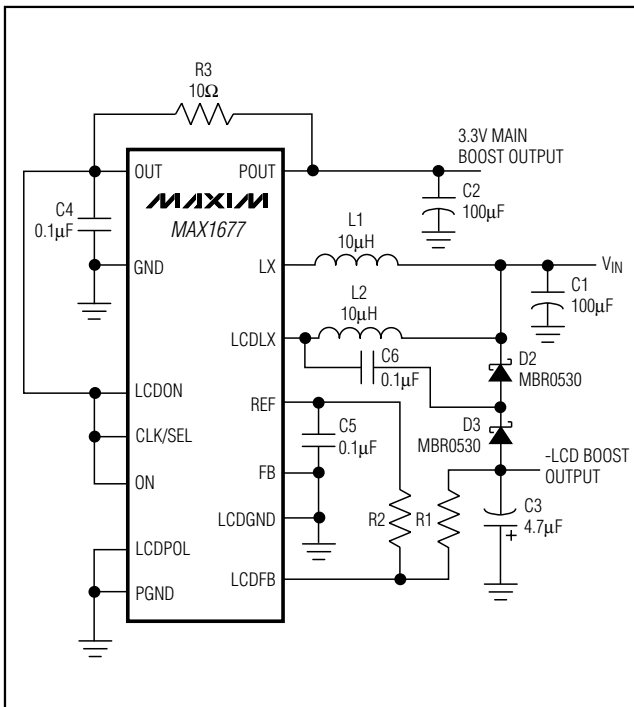 R3
10Ω
OUT
POUT
3.3V MAIN
BOOST OUTPUT
MAXIM
MAX1677
C4
0.1µF
C2
100µF
GND
LX
L1
10µH
VIN
C1
100µF
L2
10µH
LCDLX
C6
0.1µF
D2
MBR0530
LCDON
REF
CLK/SEL
C5
0.1µF
D3
MBR0530
ON
FB
-LCD BOOST
OUTPUT
LCDGND
R2
R1
C3
4.7µF
+
LCDPOL
PGND
LCDFB